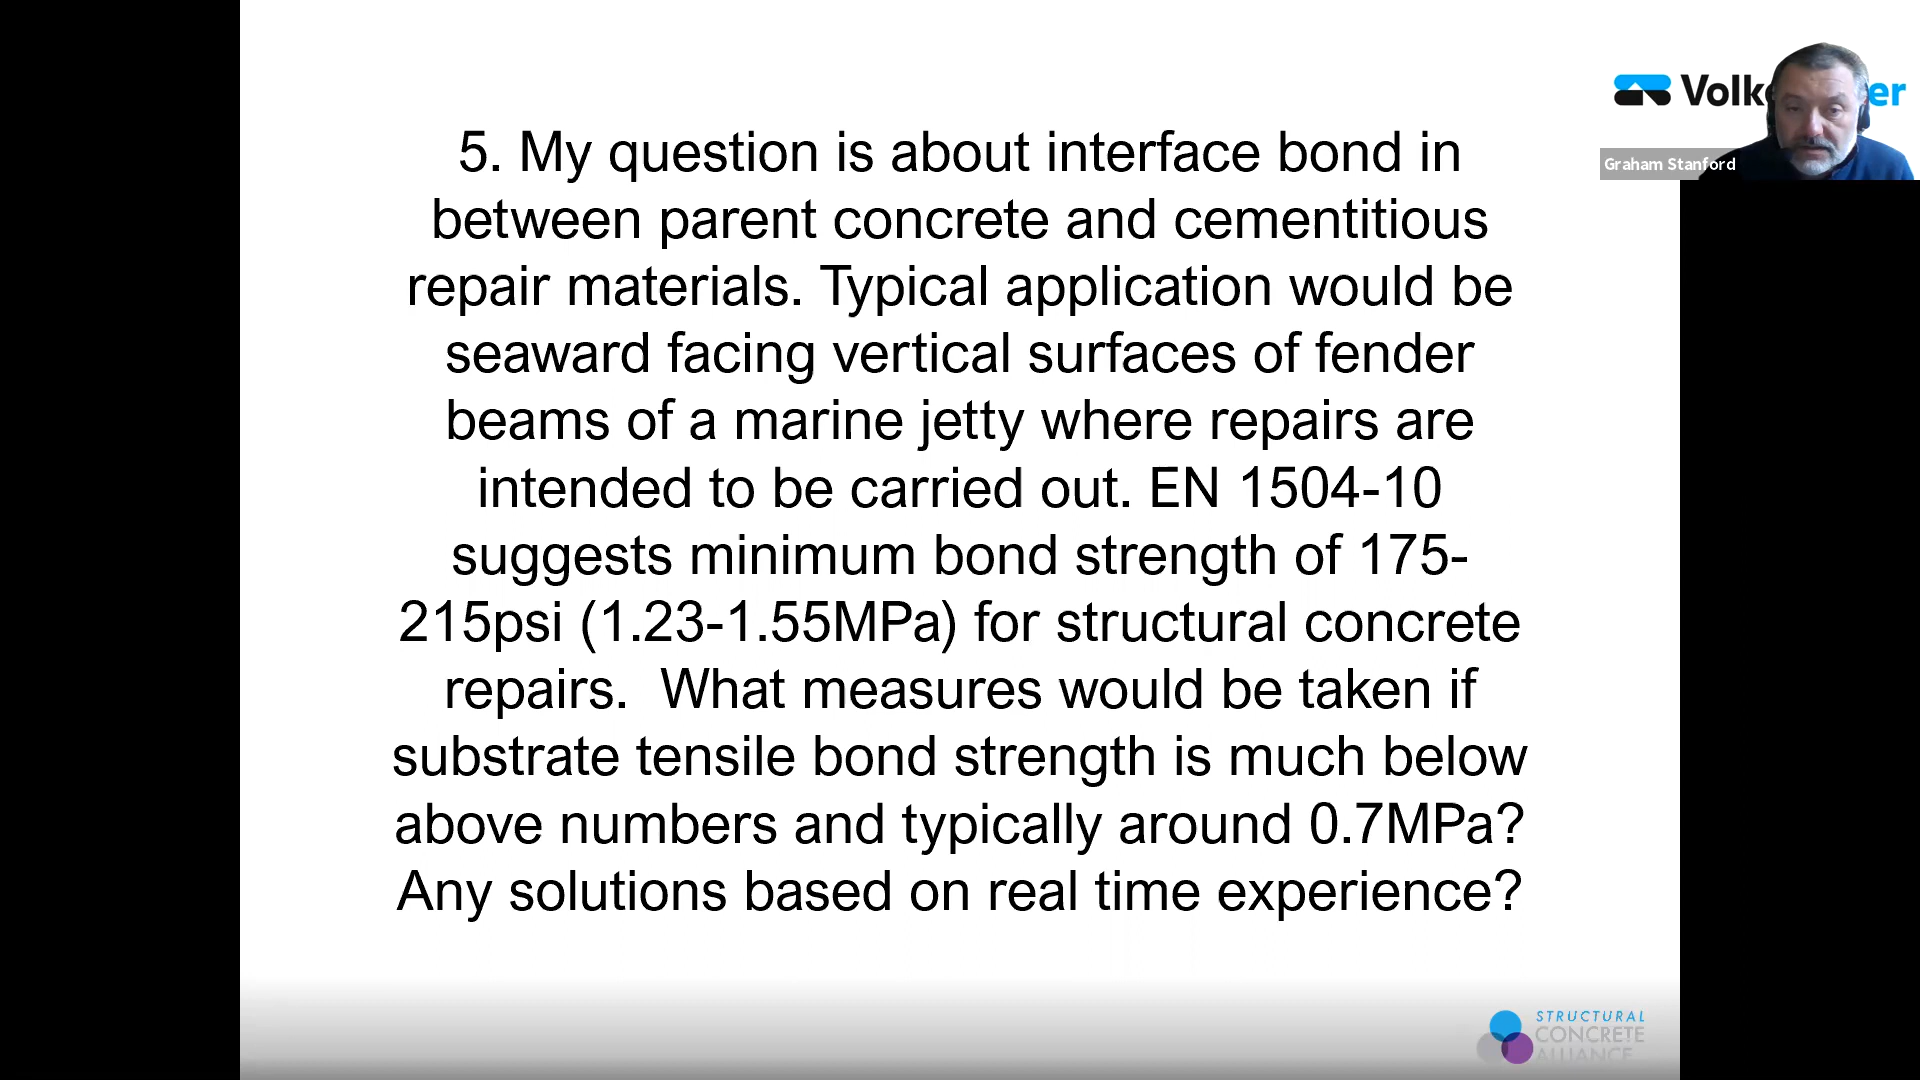 Volk er
Graham Stanford
5. My question is about interface bond in
between parent concrete and cementitious
repair materials. Typical application would be
seaward facing vertical surfaces of fender
beams of a marine jetty where repairs are
intended to be carried out. EN 1504-10
suggests minimum bond strength of 175-
215psi (1.23-1.55MPa) for structural concrete
repairs.  What measures would be taken if
substrate tensile bond strength is much below
above numbers and typically around 0.7MPa?
Any solutions based on real time experience?
STRUCTURAL
CONCRETE
ALLIANCE